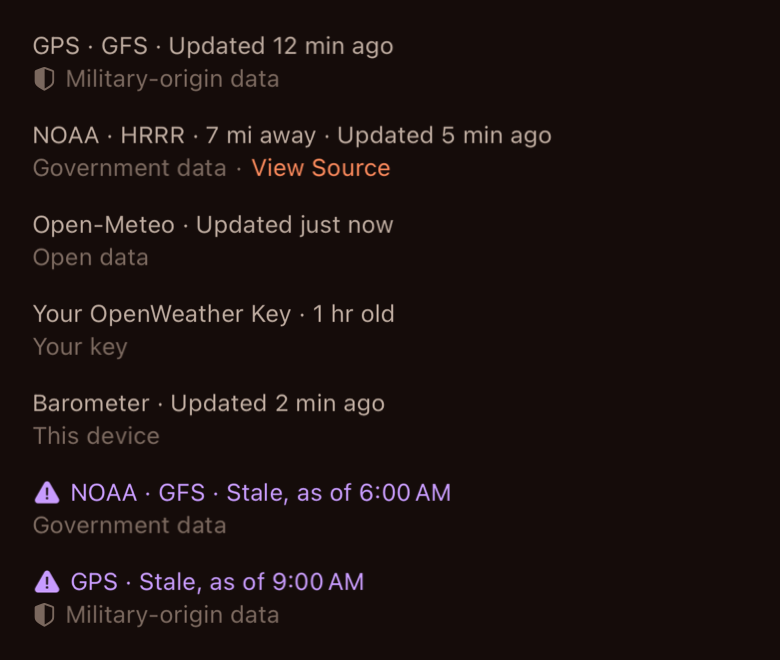 GPS · GFS · Updated 12 min ago
Military-origin data
NOAA · HRRR · 7 mi away · Updated 5 min ago
Government data · View Source
Open-Meteo · Updated just now
Open data
Your OpenWeather Key · 1 hr old
Your key
Barometer · Updated 2 min ago
This device
NOAA · GFS · Stale, as of 6:00 AM
Government data
GPS · Stale, as of 9:00 AM
Military-origin data